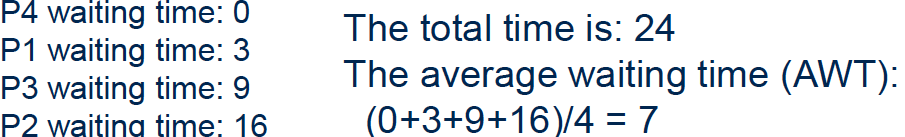 P4 waiting time: 0
P1 waiting time: 3
P3 waiting time: 9
P2 waiting time: 16
The total time is: 24
The average waiting time (AWT):
(0+3+9+16)/4 = 7